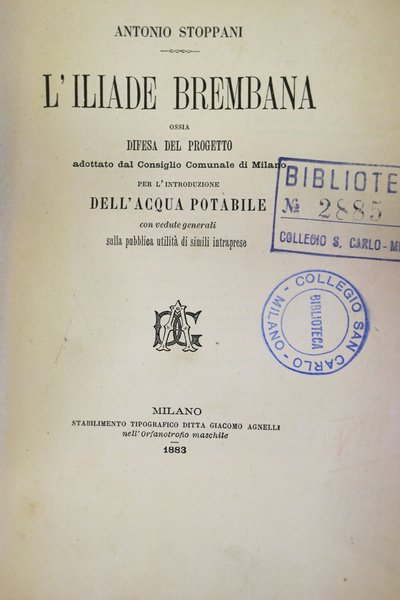 ANTONIO STOPPANI
L'ILIADE BREMBANA
OSSIA
DIFESA DEL PROGETTO
adottato dal Consiglio Comunale di Milano
PER L'INTRODUZIONE
DELL'ACQUA POTABILE
con vedute generali
sulla pubblica utilità di simili intraprese
BIBLIOTE
№ 2885
COLLEGIO S. CARLO-MI
COLLEGIO SAN CARLO - MILANO -
BIBLIOTECA
MILANO
STABILIMENTO TIPOGRAFICO DITTA GIACOMO AGNELLI
nell'Orfanotrofio maschile
1883